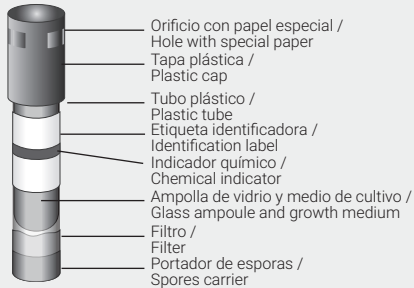 Orificio con papel especial /
Hole with special paper
Tapa plástica /
Plastic cap
Tubo plástico /
Plastic tube
Etiqueta identificadora /
Identification label
Indicador químico /
Chemical indicator
Ampolla de vidrio y medio de cultivo /
Glass ampoule and growth medium
Filtro /
Filter
Portador de esporas /
Spores carrier